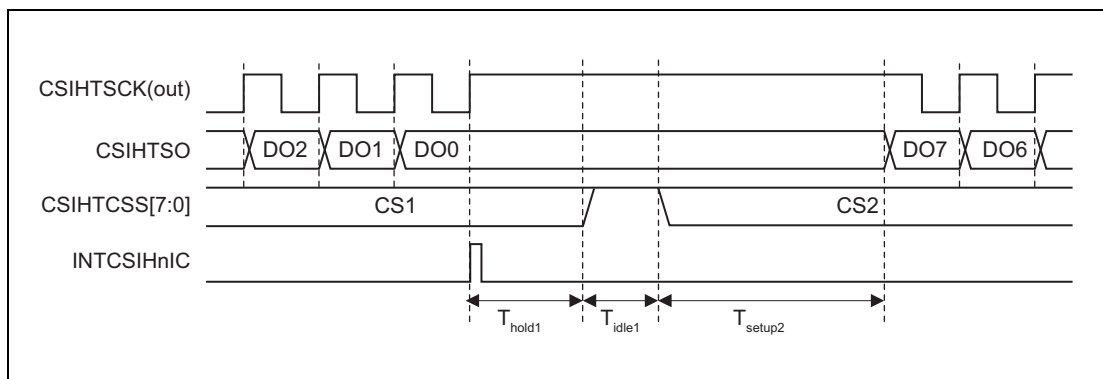 CSIHTSCK(out)
CSIHTSO DO2 DO1 DO0 DO7 DO6
CSIHTCSS[7:0] CS1 CS2
INTCSIHnIC
Thold1 Tidle1 Tsetup2